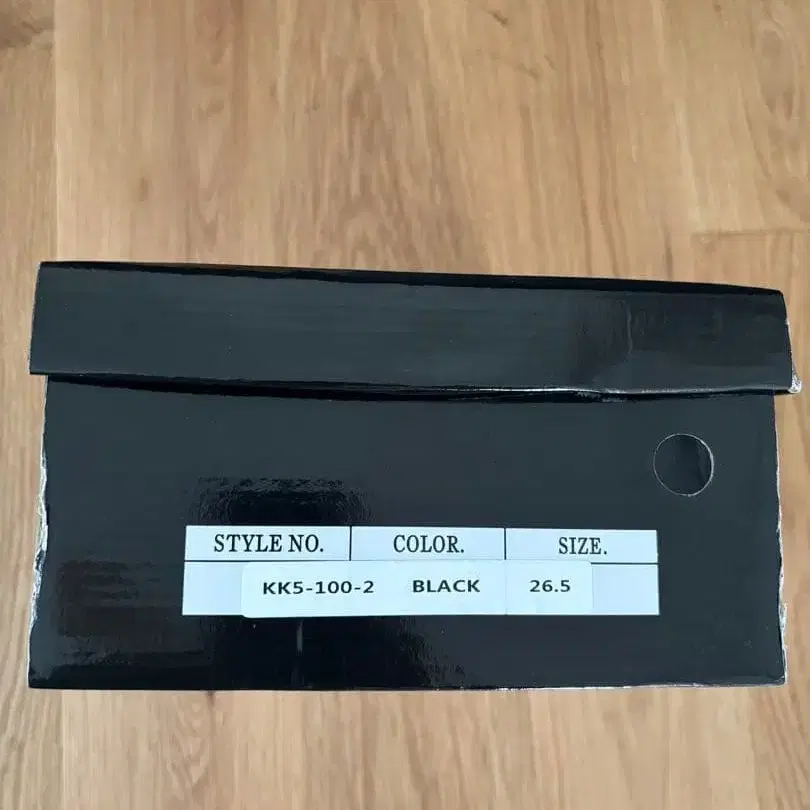 STYLE NO. COLOR. SIZE.
KK5-100-2 BLACK 26.5